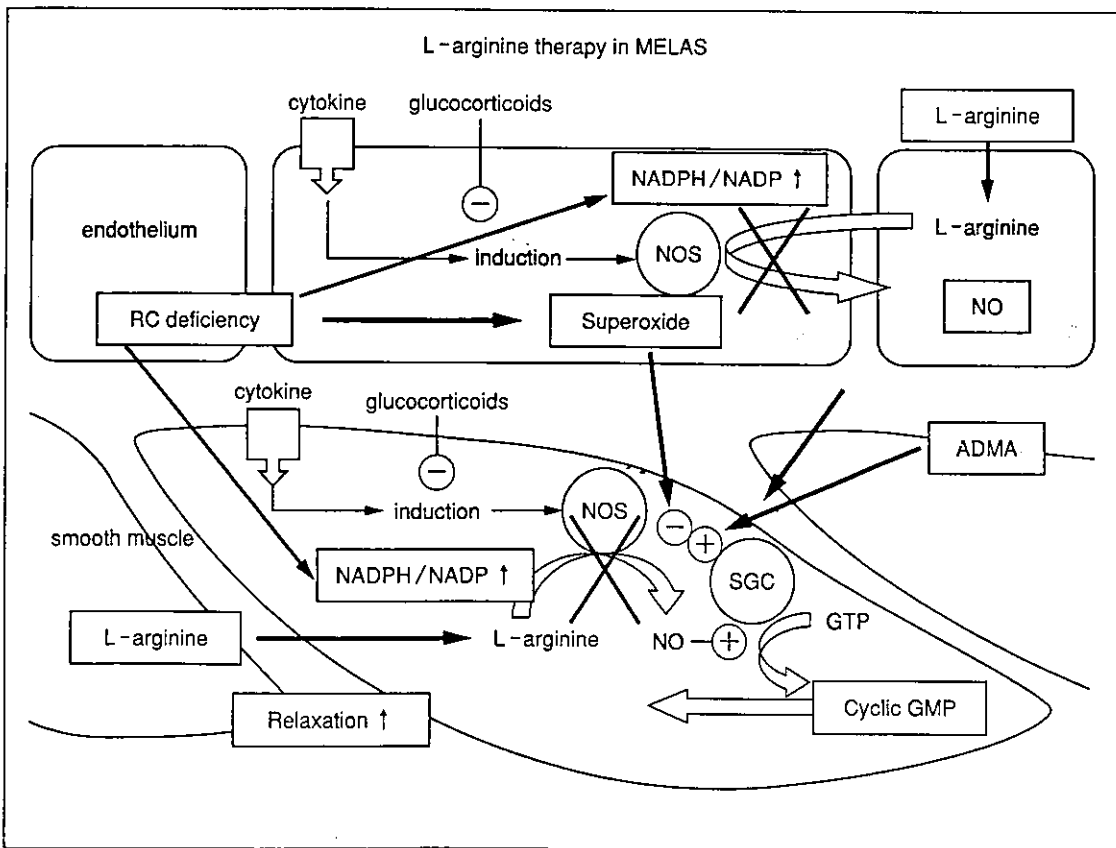 L-arginine therapy in MELAS
cytokine
glucocorticoids
L-arginine
NADPH/NADP ↑
−
endothelium
L-arginine
induction
NOS
RC deficiency
Superoxide
NO
cytokine
glucocorticoids
ADMA
−
induction
NOS
−
+
smooth muscle
NADPH/NADP ↑
SGC
L-arginine
L-arginine
NO
+
GTP
Relaxation ↑
Cyclic GMP